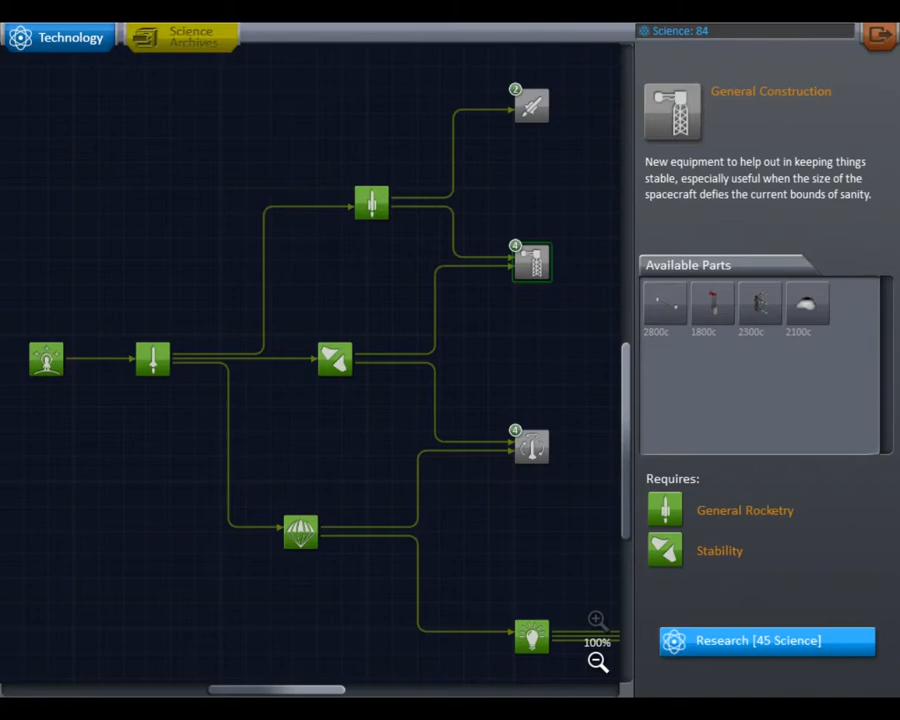 Technology
Science
Archives
Science: 84
General Construction
New equipment to help out in keeping things
stable, especially useful when the size of the
spacecraft defies the current bounds of sanity.
Available Parts
2800c 1800c 2300c 2100c
Requires:
General Rocketry
Stability
Research [45 Science]
2
4
4
100%